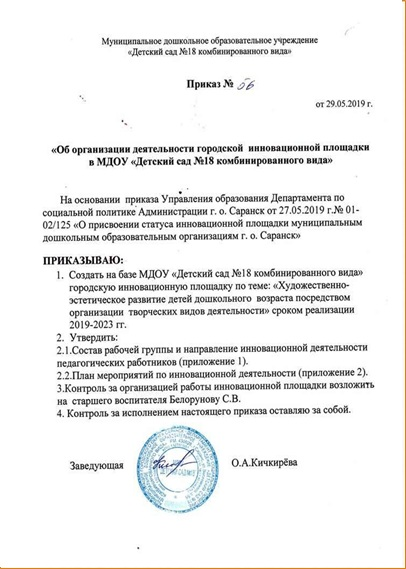 Муниципальное дошкольное образовательное учреждение
«Детский сад №18 комбинированного вида»
Приказ № 56
от 29.05.2019 г.
«Об организации деятельности городской инновационной площадки
в МДОУ «Детский сад №18 комбинированного вида»
На основании приказа Управления образования Департамента по
социальной политике Администрации г. о. Саранск от 27.05.2019 г.№ 01-
02/125 «О присвоении статуса инновационной площадки муниципальным
дошкольным образовательным организациям г. о. Саранск»
ПРИКАЗЫВАЮ:
1. Создать на базе МДОУ «Детский сад №18 комбинированного вида»
городскую инновационную площадку по теме: «Художественно-
эстетическое развитие детей дошкольного возраста посредством
организации творческих видов деятельности» сроком реализации
2019-2023 гг.
2. Утвердить:
2.1.Состав рабочей группы и направление инновационной деятельности
педагогических работников (приложение 1).
2.2.План мероприятий по инновационной деятельности (приложение 2).
3.Контроль за организацией работы инновационной площадки возложить
на старшего воспитателя Белорунову С.В.
4. Контроль за исполнением настоящего приказа оставляю за собой.
Заведующая О.А.Кичкирёва